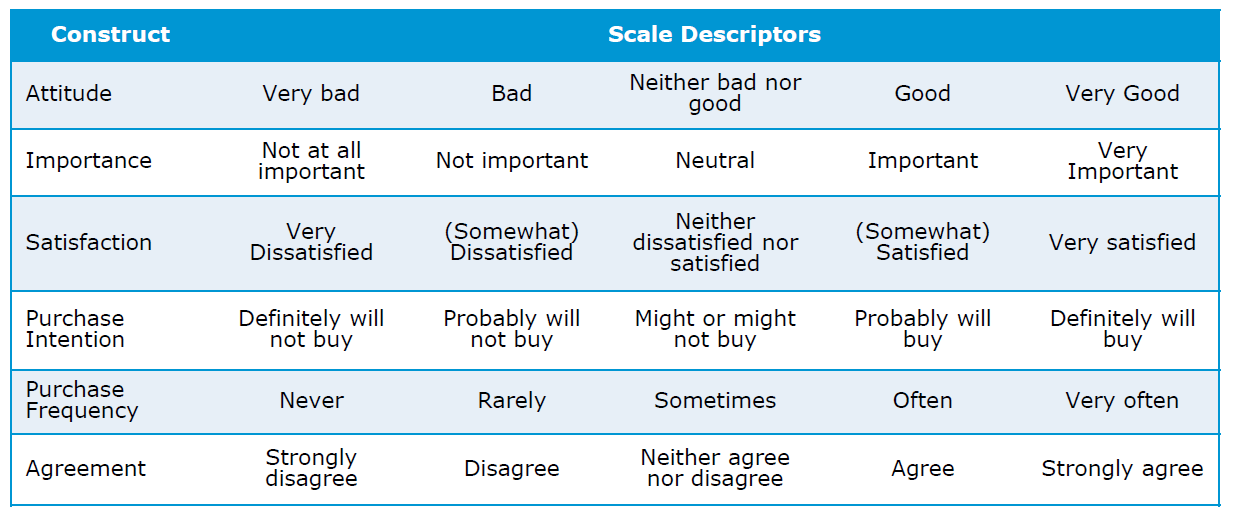 Construct Scale Descriptors
Attitude Very bad Bad Neither bad nor good Good Very Good
Importance Not at all important Not important Neutral Important Very Important
Satisfaction Very Dissatisfied (Somewhat) Dissatisfied Neither dissatisfied nor satisfied (Somewhat) Satisfied Very satisfied
Purchase Intention Definitely will not buy Probably will not buy Might or might not buy Probably will buy Definitely will buy
Purchase Frequency Never Rarely Sometimes Often Very often
Agreement Strongly disagree Disagree Neither agree nor disagree Agree Strongly agree